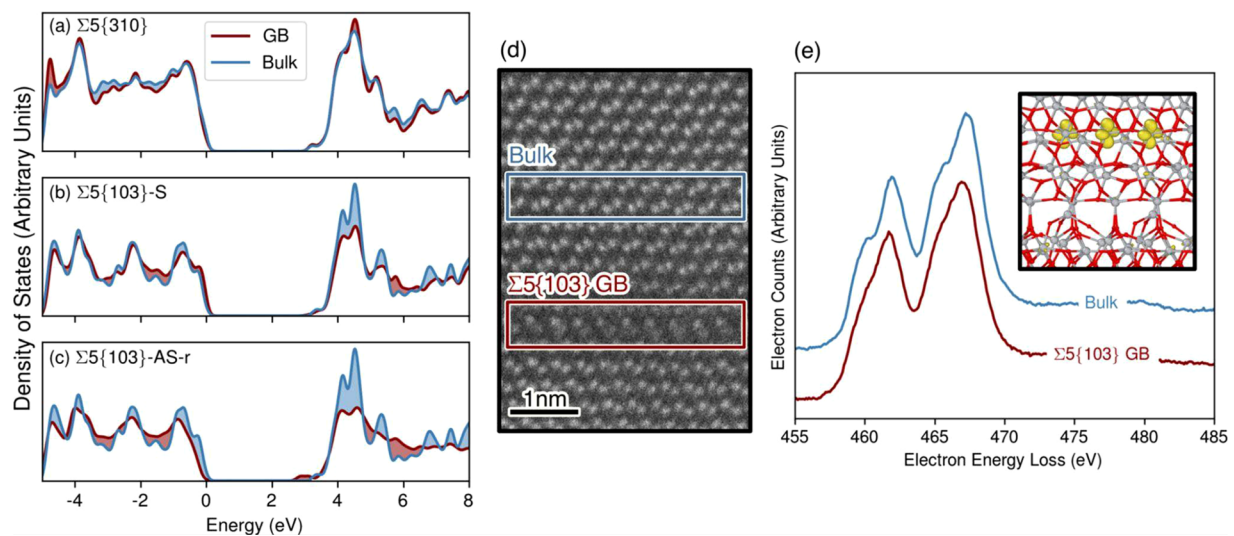 (a) Σ5{310}
GB
Bulk
(b) Σ5{103}-S
(c) Σ5{103}-AS-r
Density of States (Arbitrary Units)
-4 -2 0 2 4 6 8
Energy (eV)
(d)
Bulk
Σ5{103} GB
1nm
(e)
Electron Counts (Arbitrary Units)
Bulk
Σ5{103} GB
455 460 465 470 475 480 485
Electron Energy Loss (eV)